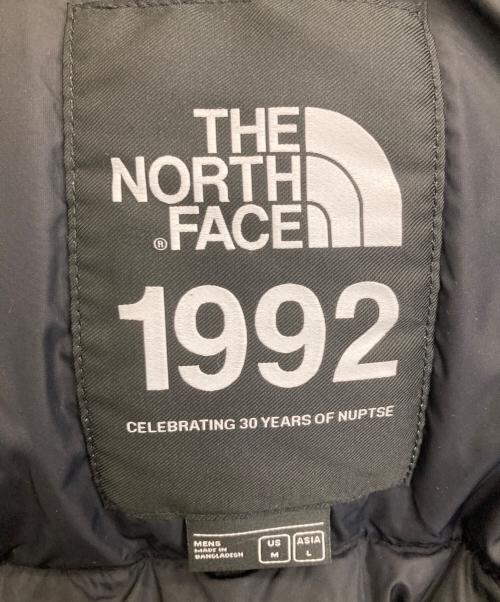 THE
NORTH
® FACE
1992
CELEBRATING 30 YEARS OF NUPTSE
MENS
MADE IN
BANGLADESH
US
M
ASIA
L